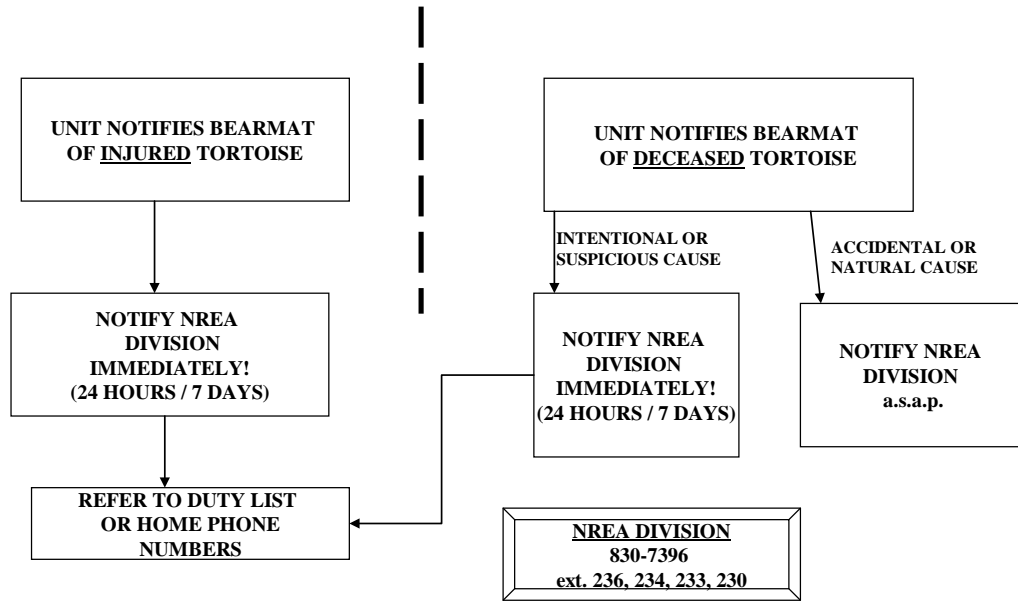 UNIT NOTIFIES BEARMAT
OF INJURED TORTOISE
NOTIFY NREA
DIVISION
IMMEDIATELY!
(24 HOURS / 7 DAYS)
REFER TO DUTY LIST
OR HOME PHONE
NUMBERS
UNIT NOTIFIES BEARMAT
OF DECEASED TORTOISE
INTENTIONAL OR
SUSPICIOUS CAUSE
ACCIDENTAL OR
NATURAL CAUSE
NOTIFY NREA
DIVISION
IMMEDIATELY!
(24 HOURS / 7 DAYS)
NOTIFY NREA
DIVISION
a.s.a.p.
NREA DIVISION
830-7396
ext. 236, 234, 233, 230